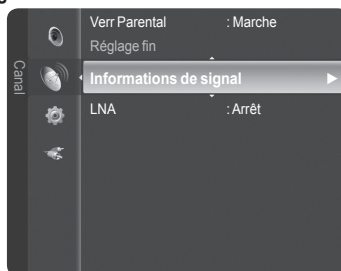 Canal
Verr Parental : Marche
Réglage fin
Informations de signal
LNA : Arrêt